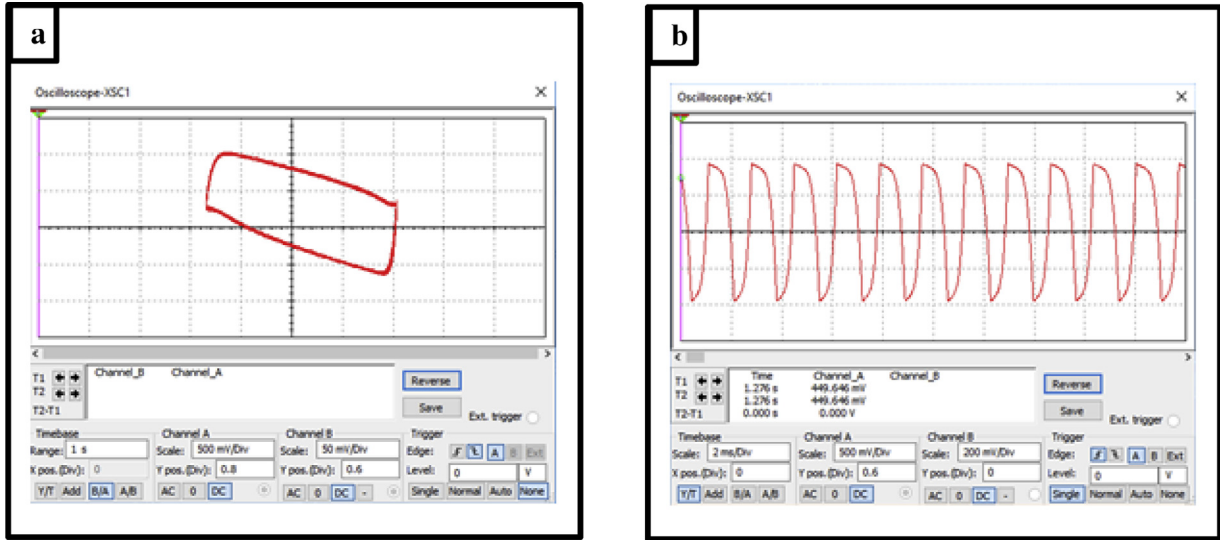 a
Oscilloscope-XSC1
T1
T2
T2-T1
Channel_B Channel_A
Reverse
Save
Ext. trigger
Timebase
Range: 1 s
X pos.(Div): 0
Y/T Add B/A A/B
Channel A
Scale: 500 mV/Div
Y pos.(Div): 0.8
AC 0 DC
Channel B
Scale: 50 mV/Div
Y pos.(Div): 0.6
AC 0 DC -
Trigger
Edge: A B Ext
Level: 0 V
Single Normal Auto None
b
Oscilloscope-XSC1
T1
T2
T2-T1
Time Channel_A Channel_B
1.276 s 449.646 mV
1.276 s 449.646 mV
0.000 s 0.000 V
Reverse
Save
Ext. trigger
Timebase
Scale: 2 ms/Div
X pos.(Div): 0
Y/T Add B/A A/B
Channel A
Scale: 500 mV/Div
Y pos.(Div): 0.6
AC 0 DC
Channel B
Scale: 200 mV/Div
Y pos.(Div): 0
AC 0 DC -
Trigger
Edge: A B Ext
Level: 0 V
Single Normal Auto None